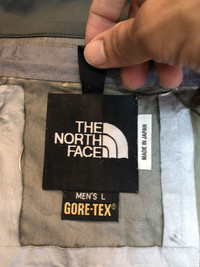 THE
NORTH
FACE
MADE IN JAPAN
MEN'S L
GORE-TEX®